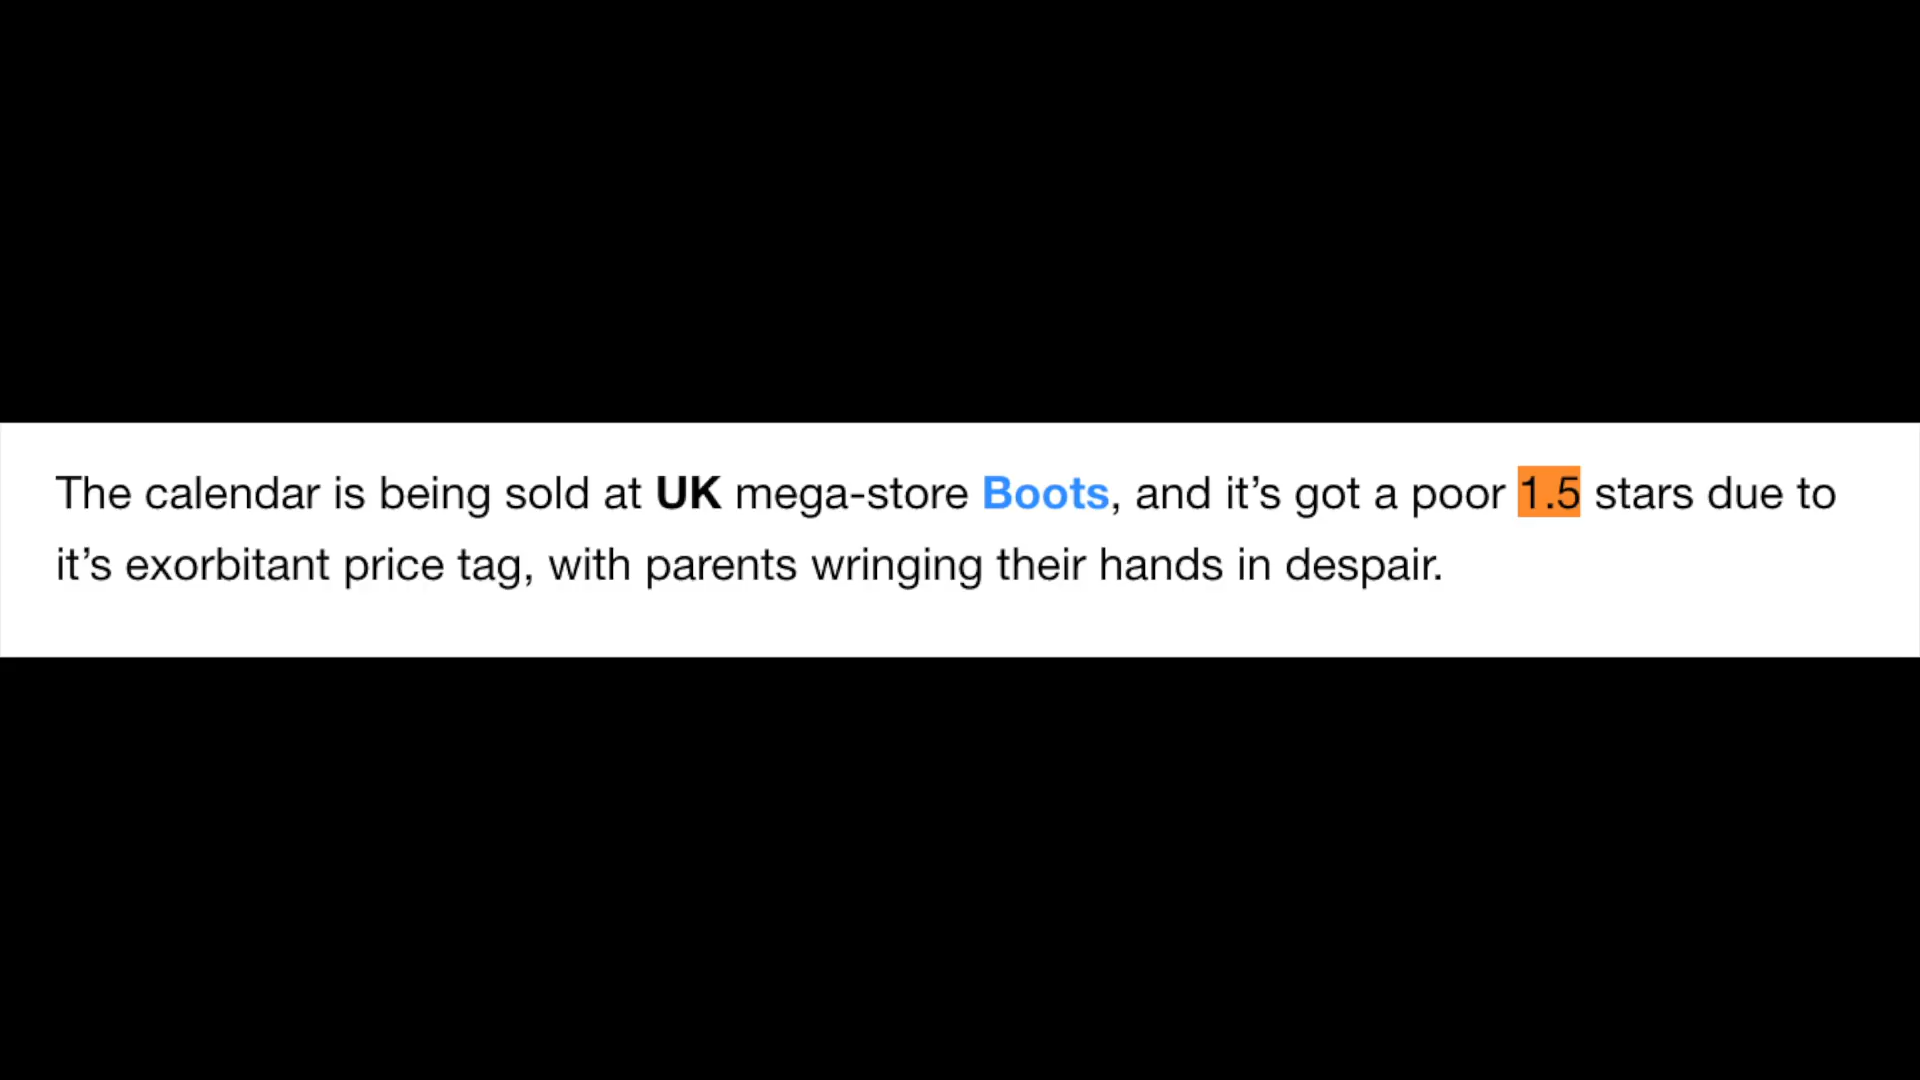 The calendar is being sold at UK mega-store Boots, and it’s got a poor 1.5 stars due to
it’s exorbitant price tag, with parents wringing their hands in despair.